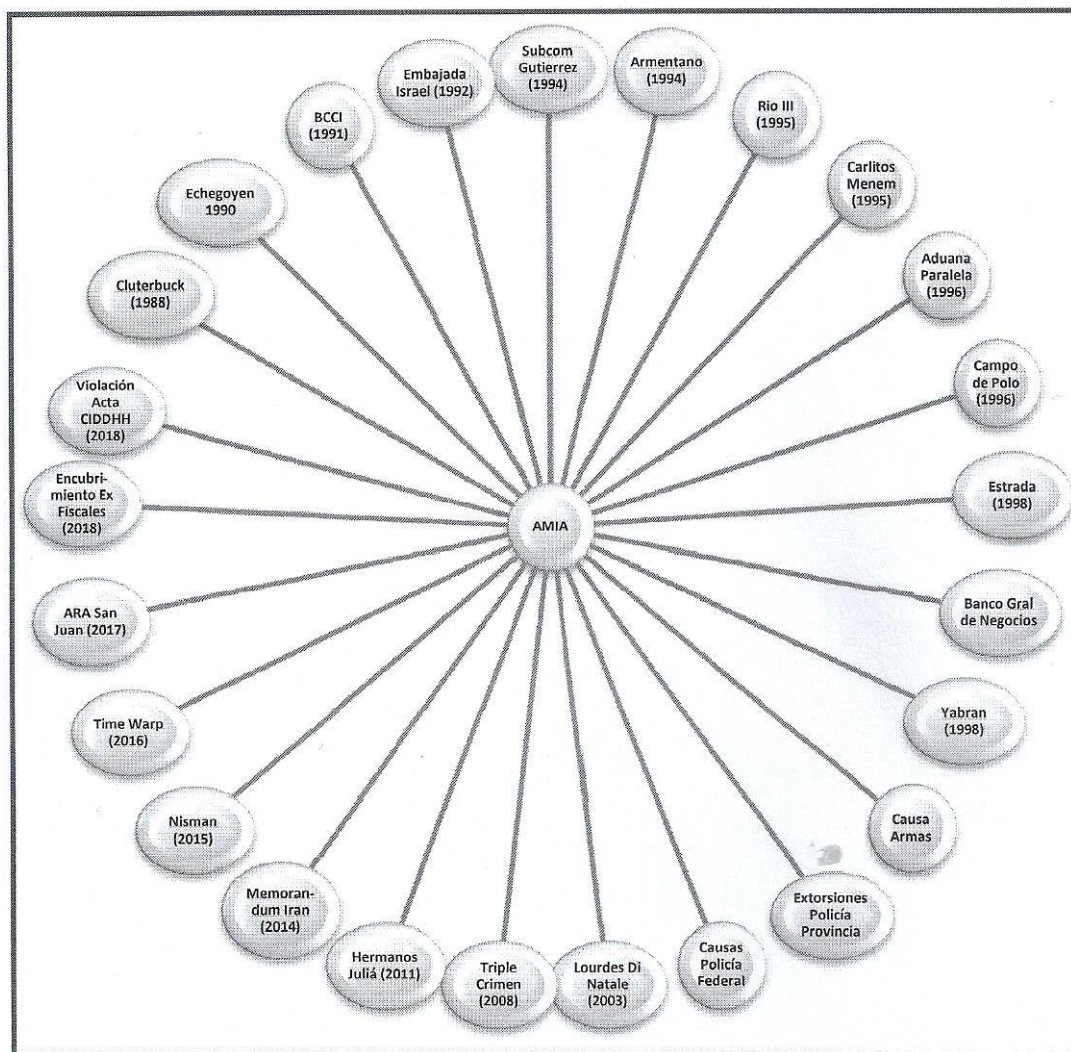 Subcom
Gutierrez
(1994)
Armentano
(1994)
Rio III
(1995)
Carlitos
Menem
(1995)
Aduana
Paralela
(1996)
Campo
de Polo
(1996)
Estrada
(1998)
Banco Gral
de Negocios
Yabran
(1998)
Causa
Armas
Extorsiones
Policía
Provincia
Causas
Policía
Federal
Lourdes Di
Natale
(2003)
Triple
Crimen
(2008)
Hermanos
Juliá (2011)
Memoran-
dum Iran
(2014)
Nisman
(2015)
Time Warp
(2016)
ARA San
Juan (2017)
Encubri-
miento Ex
Fiscales
(2018)
Violación
Acta
CIDDHH
(2018)
Cluterbuck
(1988)
Echegoyen
1990
BCCI
(1991)
Embajada
Israel (1992)
AMIA